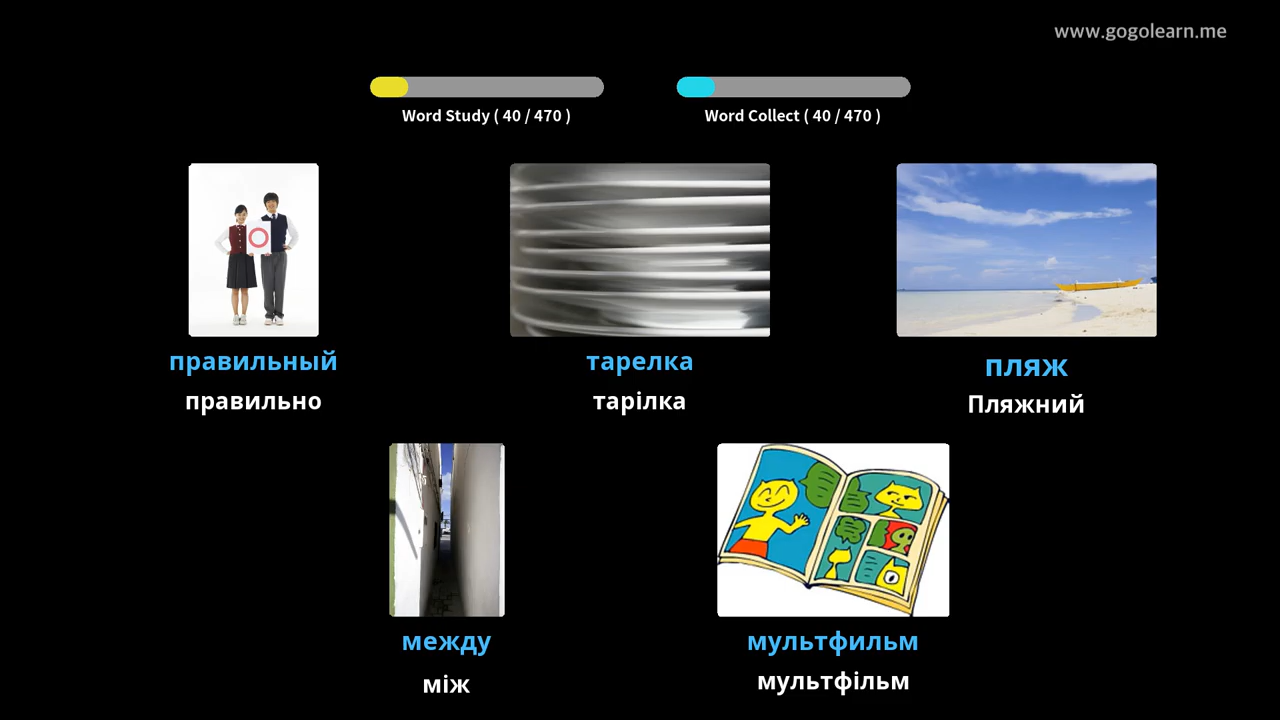 www.gogolearn.me
Word Study ( 40 / 470 )
Word Collect ( 40 / 470 )
правильный
правильно
тарелка
тарілка
пляж
Пляжний
между
між
мультфильм
мультфільм